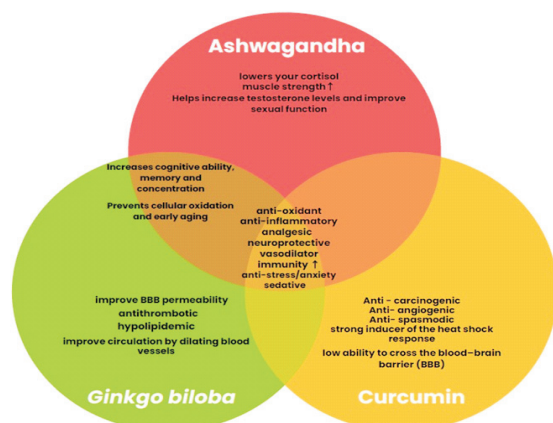 Ashwagandha
lowers your cortisol
muscle strength↑
Helps increase testosterone levels and improve
sexual function
Increases cognitive ability,
memory and
concentration
Prevents cellular oxidation
and early aging
anti-oxidant
anti-inflammatory
analgesic
neuroprotective
vasodilator
immunity ↑
anti-stress/anxiety
sedative
improve BBB permeability
antithrombotic
hypolipidemic
improve circulation by dilating blood
vessels
Anti - carcinogenic
Anti- angiogenic
Anti- spasmodic
strong inducer of the heat shock
response
low ability to cross the blood–brain
barrier (BBB)
Ginkgo biloba
Curcumin